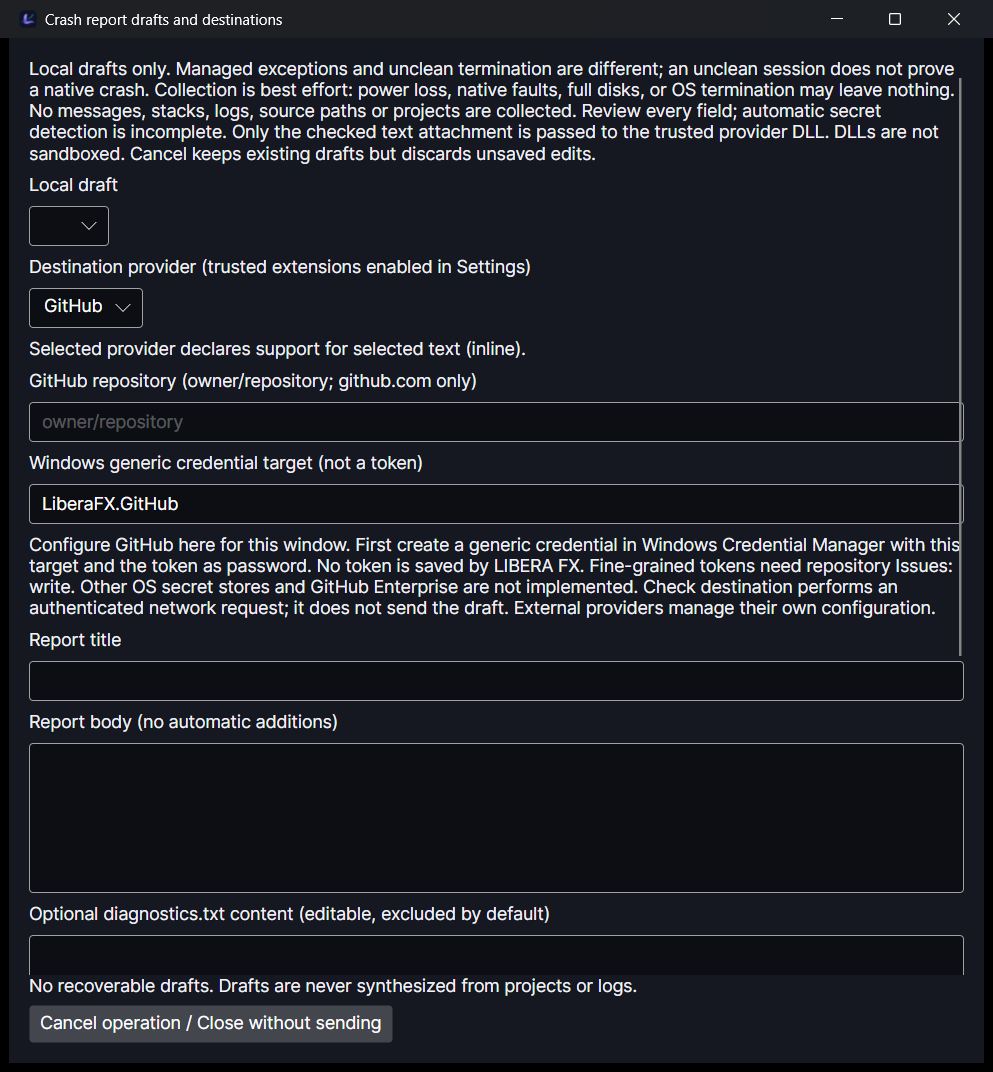 Crash report drafts and destinations
Local drafts only. Managed exceptions and unclean termination are different; an unclean session does not prove
a native crash. Collection is best effort: power loss, native faults, full disks, or OS termination may leave nothing.
No messages, stacks, logs, source paths or projects are collected. Review every field; automatic secret
detection is incomplete. Only the checked text attachment is passed to the trusted provider DLL. DLLs are not
sandboxed. Cancel keeps existing drafts but discards unsaved edits.
Local draft
Destination provider (trusted extensions enabled in Settings)
GitHub
Selected provider declares support for selected text (inline).
GitHub repository (owner/repository; github.com only)
owner/repository
Windows generic credential target (not a token)
LiberaFX.GitHub
Configure GitHub here for this window. First create a generic credential in Windows Credential Manager with this
target and the token as password. No token is saved by LIBERA FX. Fine-grained tokens need repository Issues:
write. Other OS secret stores and GitHub Enterprise are not implemented. Check destination performs an
authenticated network request; it does not send the draft. External providers manage their own configuration.
Report title
Report body (no automatic additions)
Optional diagnostics.txt content (editable, excluded by default)
No recoverable drafts. Drafts are never synthesized from projects or logs.
Cancel operation / Close without sending